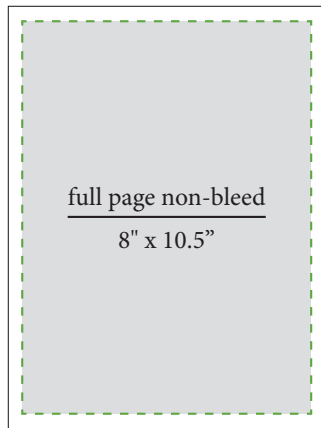 full page non-bleed
8" x 10.5”